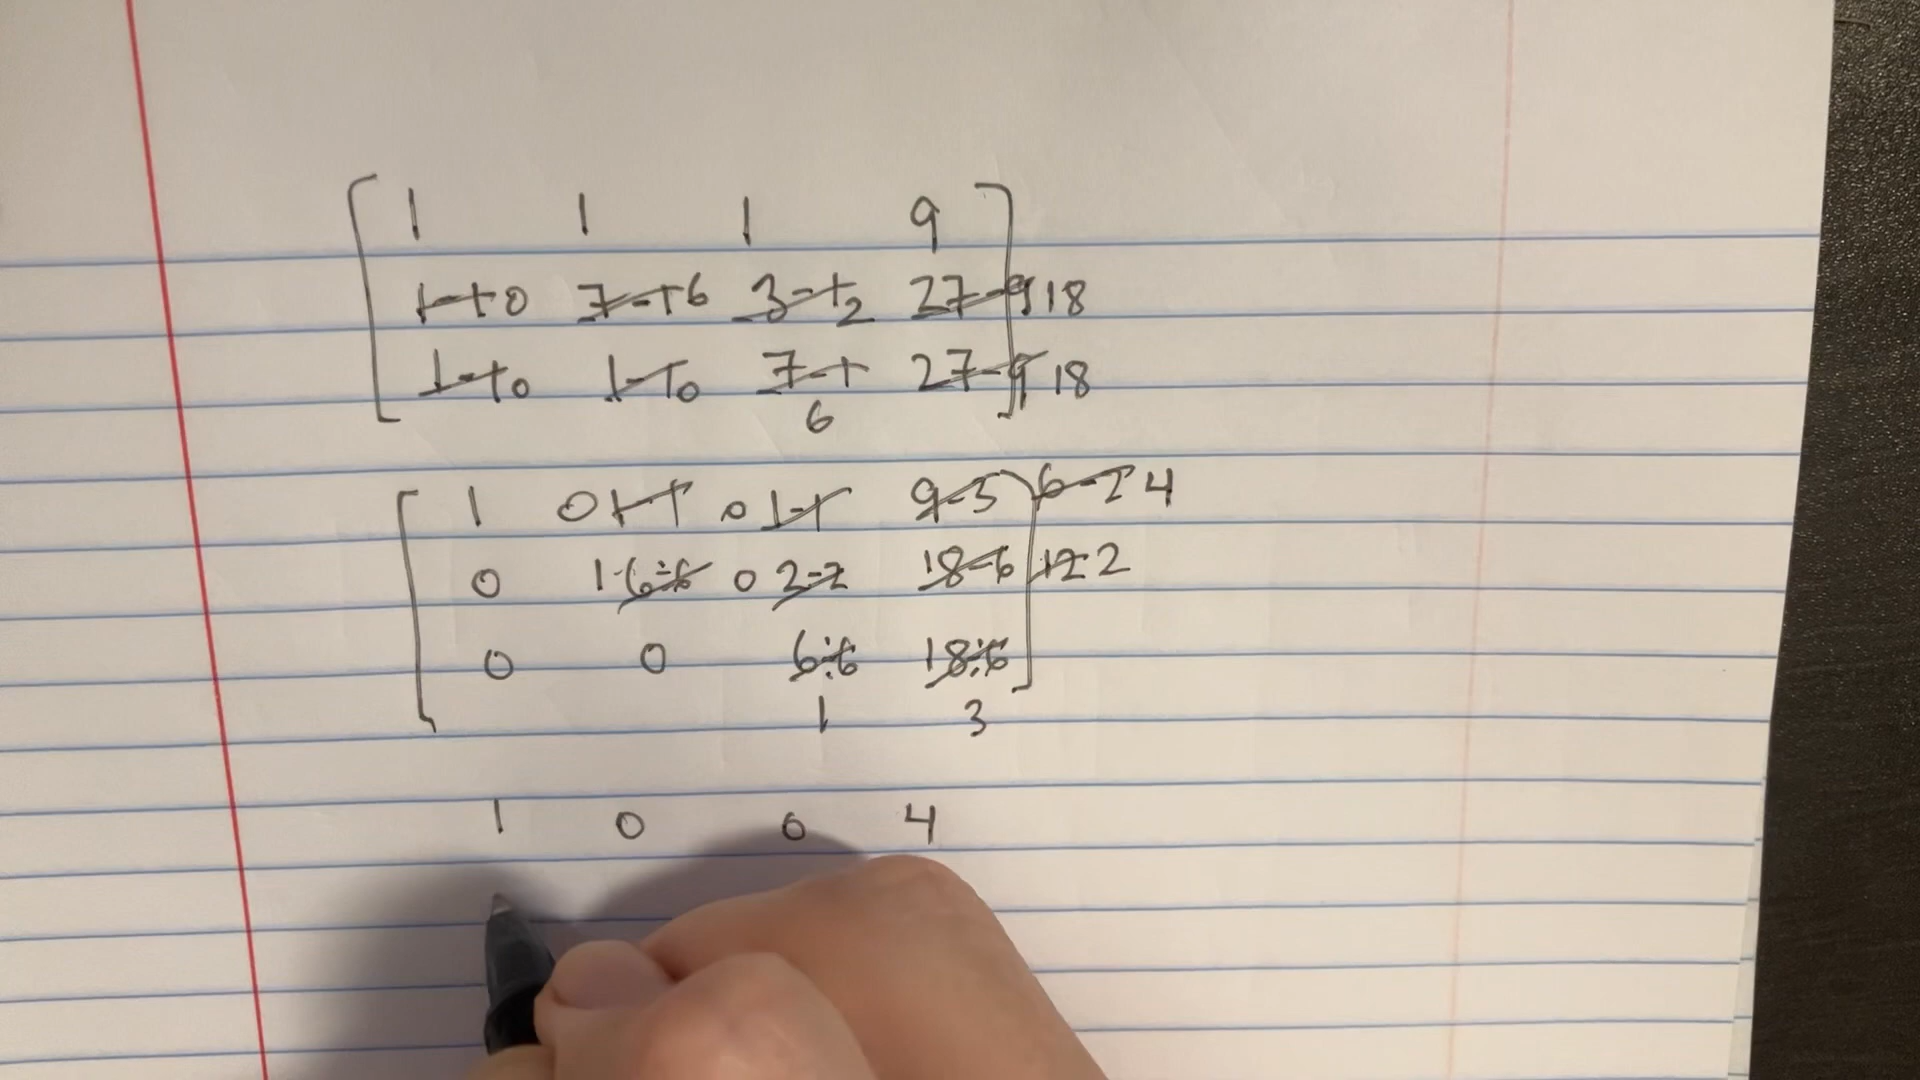 1 1 1 9
1-1 0 7-1 6 3-1 2 27-9 18
1-1 0 1-1 0 7-1 27-9 18
6
1 0 1-1 0 1-1 9-3 6-2 4
0 1 6÷6 0 2-2 18-6 12 2
0 0 6÷6 18÷6
1 3
1 0 0 4